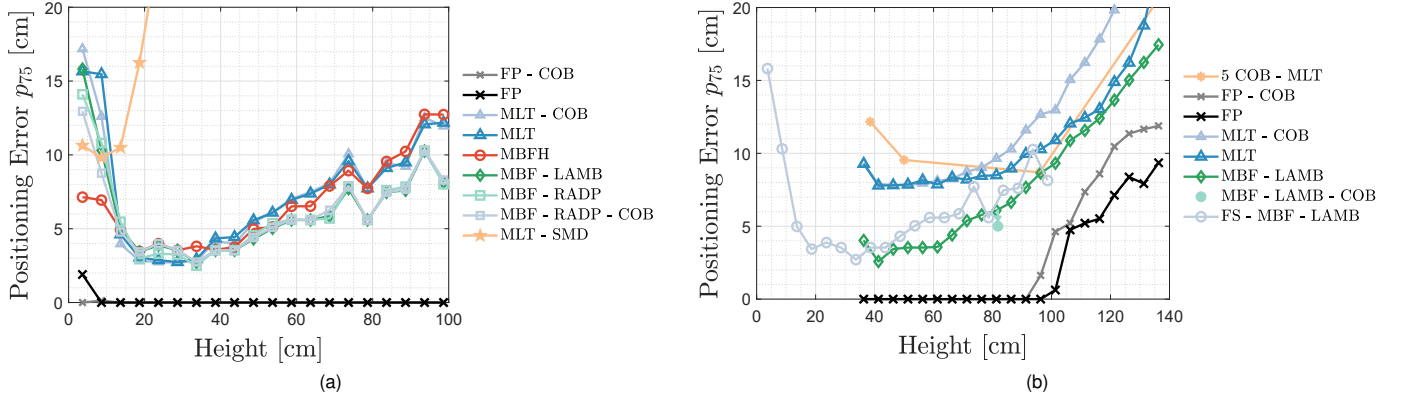 Positioning Error p75 [cm]
20
15
10
5
0
0 20 40 60 80 100
Height [cm]
FP - COB
FP
MLT - COB
MLT
MBFH
MBF - LAMB
MBF - RADP
MBF - RADP - COB
MLT - SMD
(a)
Positioning Error p75 [cm]
20
15
10
5
0
0 20 40 60 80 100 120 140
Height [cm]
5 COB - MLT
FP - COB
FP
MLT - COB
MLT
MBF - LAMB
MBF - LAMB - COB
FS - MBF - LAMB
(b)